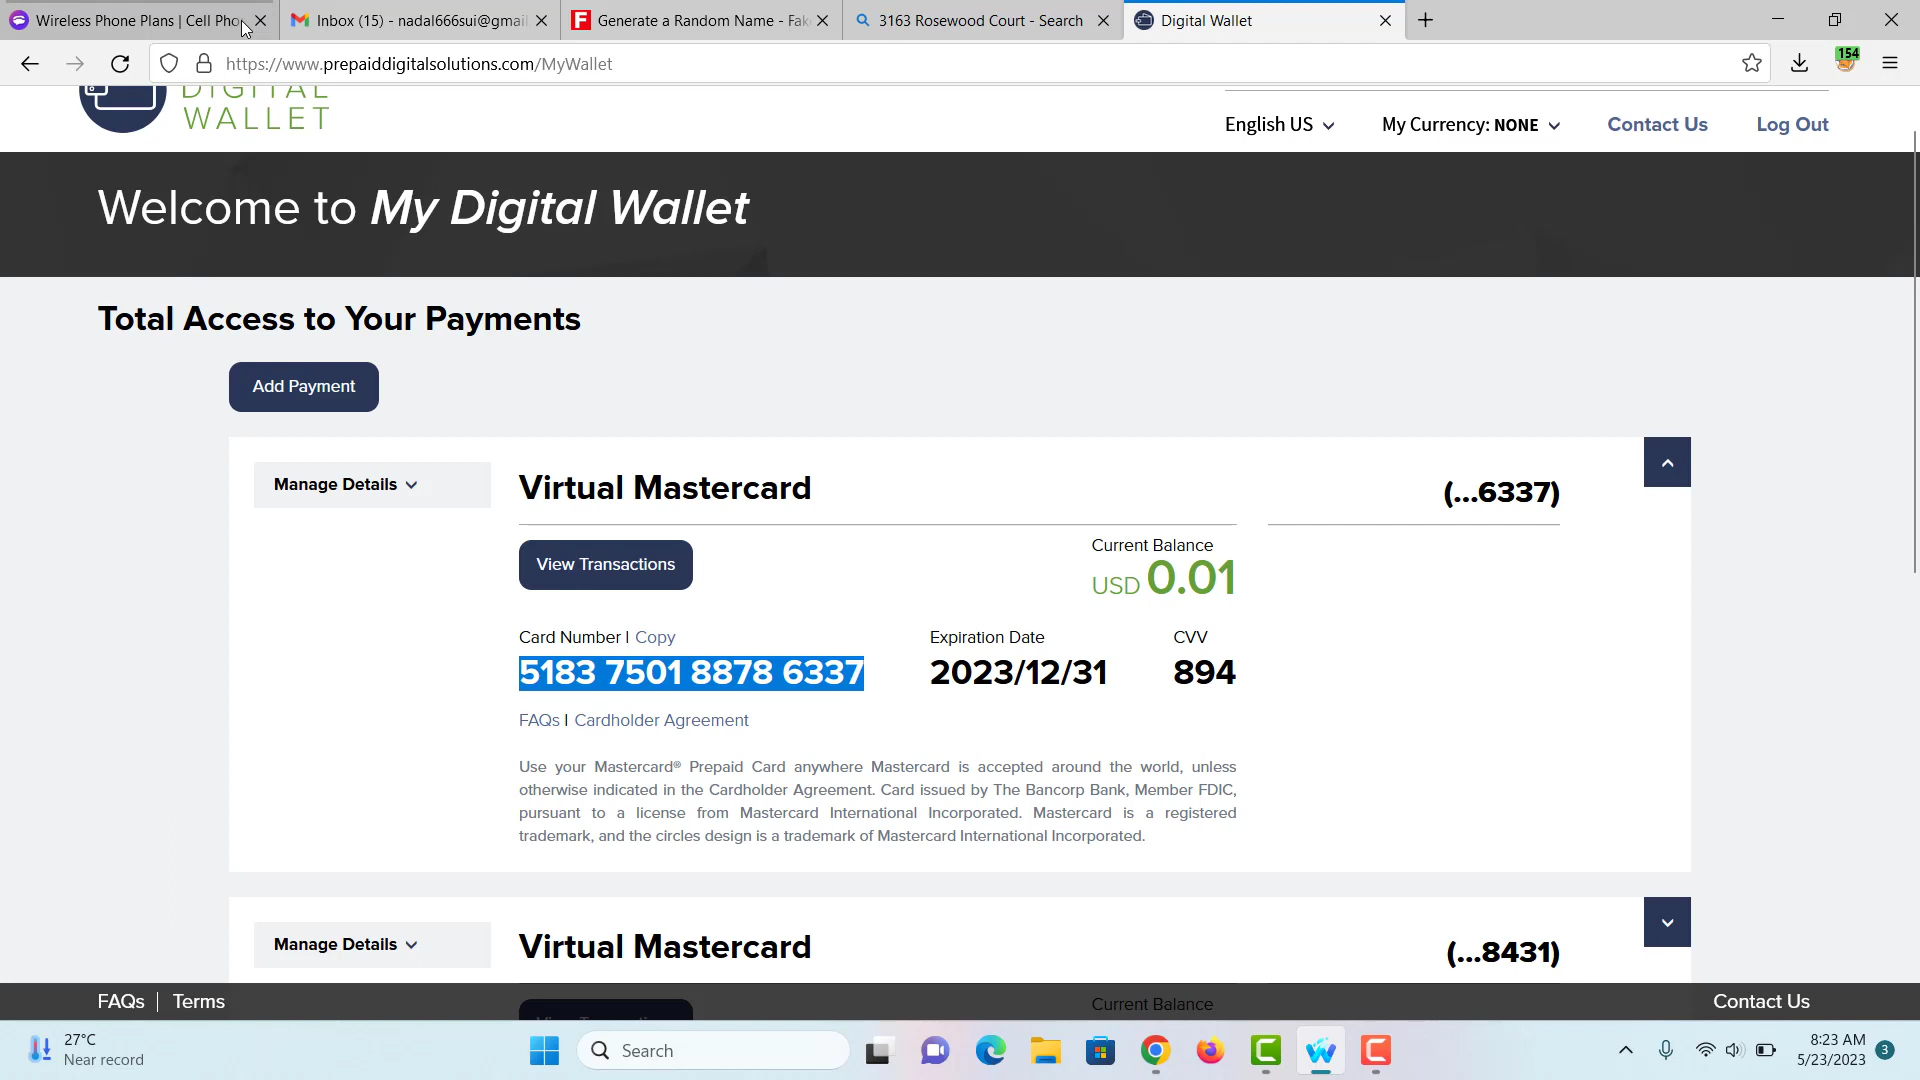 Wireless Phone Plans | Cell Pho
Inbox (15) - nadal666sui@gmai
Generate a Random Name - Fak
3163 Rosewood Court - Search
Digital Wallet
https://www.prepaiddigitalsolutions.com/MyWallet
154
DIGITAL
WALLET
English US
My Currency: NONE
Contact Us
Log Out
Welcome to My Digital Wallet
Total Access to Your Payments
Add Payment
Manage Details
Virtual Mastercard
(...6337)
View Transactions
Current Balance
USD 0.01
Card Number | Copy
Expiration Date
CVV
5183 7501 8878 6337
2023/12/31
894
FAQs | Cardholder Agreement
Use your Mastercard® Prepaid Card anywhere Mastercard is accepted around the world, unless
otherwise indicated in the Cardholder Agreement. Card issued by The Bancorp Bank, Member FDIC,
pursuant to a license from Mastercard International Incorporated. Mastercard is a registered
trademark, and the circles design is a trademark of Mastercard International Incorporated.
Manage Details
Virtual Mastercard
(...8431)
Current Balance
FAQs | Terms
Contact Us
27°C
Near record
Search
8:23 AM
5/23/2023
3